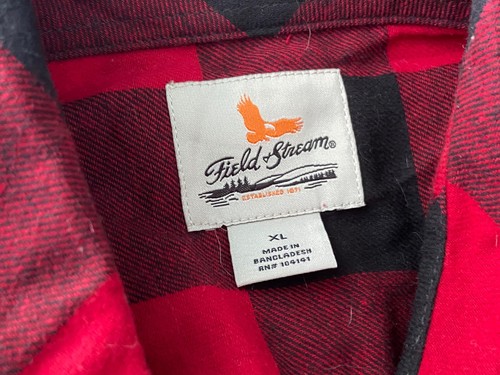 Field & Stream®
ESTABLISHED 1871
XL
MADE IN
BANGLADESH
RN# 104141